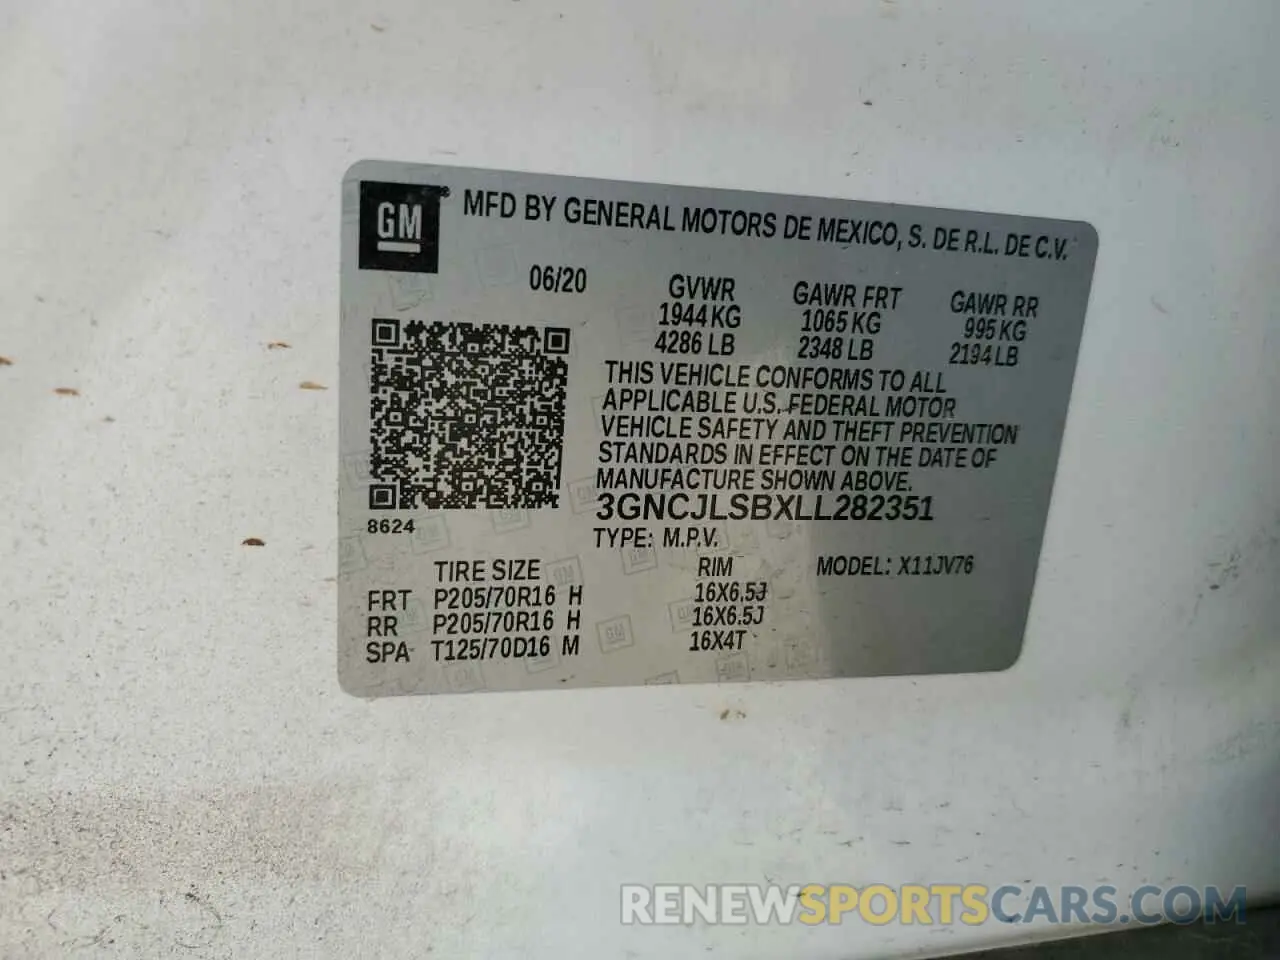 GM® MFD BY GENERAL MOTORS DE MEXICO, S. DE R.L. DE C.V.
06/20 GVWR GAWR FRT GAWR RR
1944 KG 1065 KG 995 KG
4286 LB 2348 LB 2194 LB
THIS VEHICLE CONFORMS TO ALL
APPLICABLE U.S. FEDERAL MOTOR
VEHICLE SAFETY AND THEFT PREVENTION
STANDARDS IN EFFECT ON THE DATE OF
MANUFACTURE SHOWN ABOVE.
3GNCJLSBXLL282351
8624
TYPE: M.P.V.
TIRE SIZE RIM MODEL: X11JV76
FRT P205/70R16 H 16X6.5J
RR P205/70R16 H 16X6.5J
SPA T125/70D16 M 16X4T
RENEWSPORTSCARS.COM